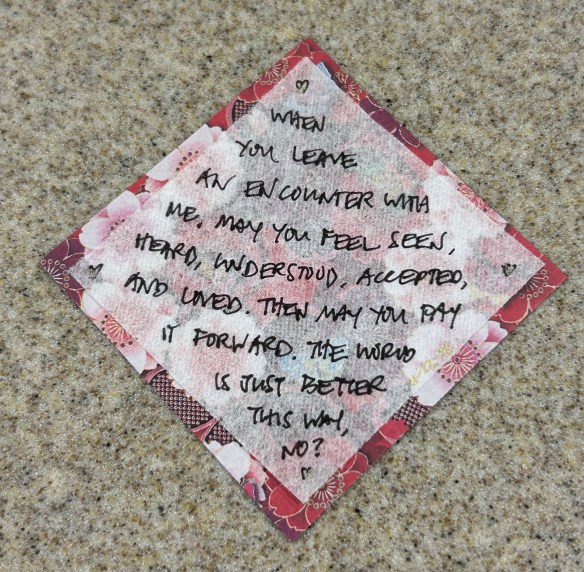 WHEN
YOU LEAVE
AN ENCOUNTER WITH
ME, MAY YOU FEEL SEEN,
HEARD, UNDERSTOOD, ACCEPTED,
AND LOVED. THEN MAY YOU PAY
IT FORWARD. THE WORLD
IS JUST BETTER
THIS WAY,
NO?